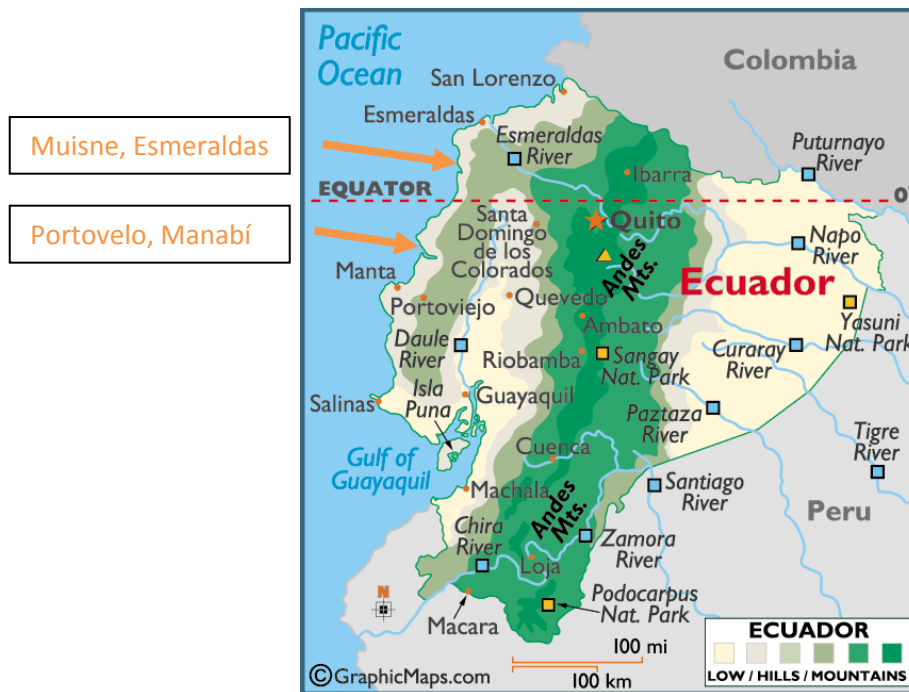 Pacific
Ocean
Colombia
San Lorenzo
Esmeraldas
Muisne, Esmeraldas
Esmeraldas
River
Puturnayo
River
Ibarra
EQUATOR
0
Portovelo, Manabí
Santa
Domingo
de los
Colorados
Quito
Napo
River
Andes
Mts.
Manta
Ecuador
Portoviejo
Quevedo
Yasuni
Nat. Park
Ambato
Daule
River
Riobamba
Sangay
Nat. Park
Curaray
River
Isla
Puna
Guayaquil
Salinas
Paztaza
River
Gulf of
Guayaquil
Cuenca
Tigre
River
Machala
Santiago
River
Andes
Mts.
Peru
Chira
River
Zamora
River
Loja
N
Podocarpus
Nat. Park
Macara
100 mi
100 km
ECUADOR
LOW / HILLS / MOUNTAINS
©GraphicMaps.com